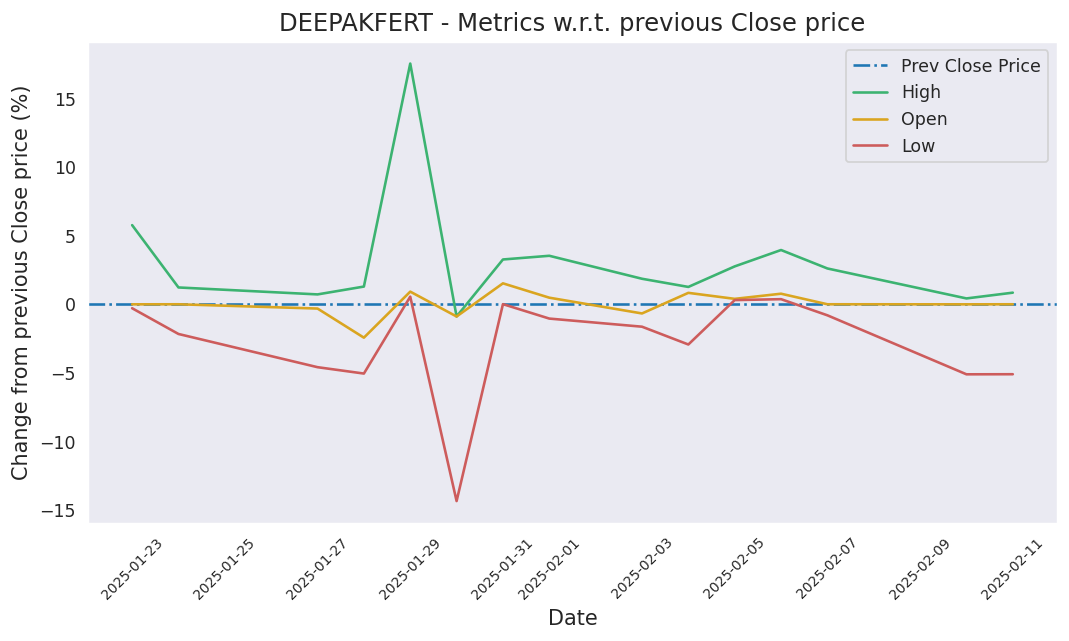 DEEPAKFERT - Metrics w.r.t. previous Close price
Change from previous Close price (%)
15
10
5
0
−5
−10
−15
Prev Close Price
High
Open
Low
2025-01-23
2025-01-25
2025-01-27
2025-01-29
2025-01-31
2025-02-01
2025-02-03
2025-02-05
2025-02-07
2025-02-09
2025-02-11
Date